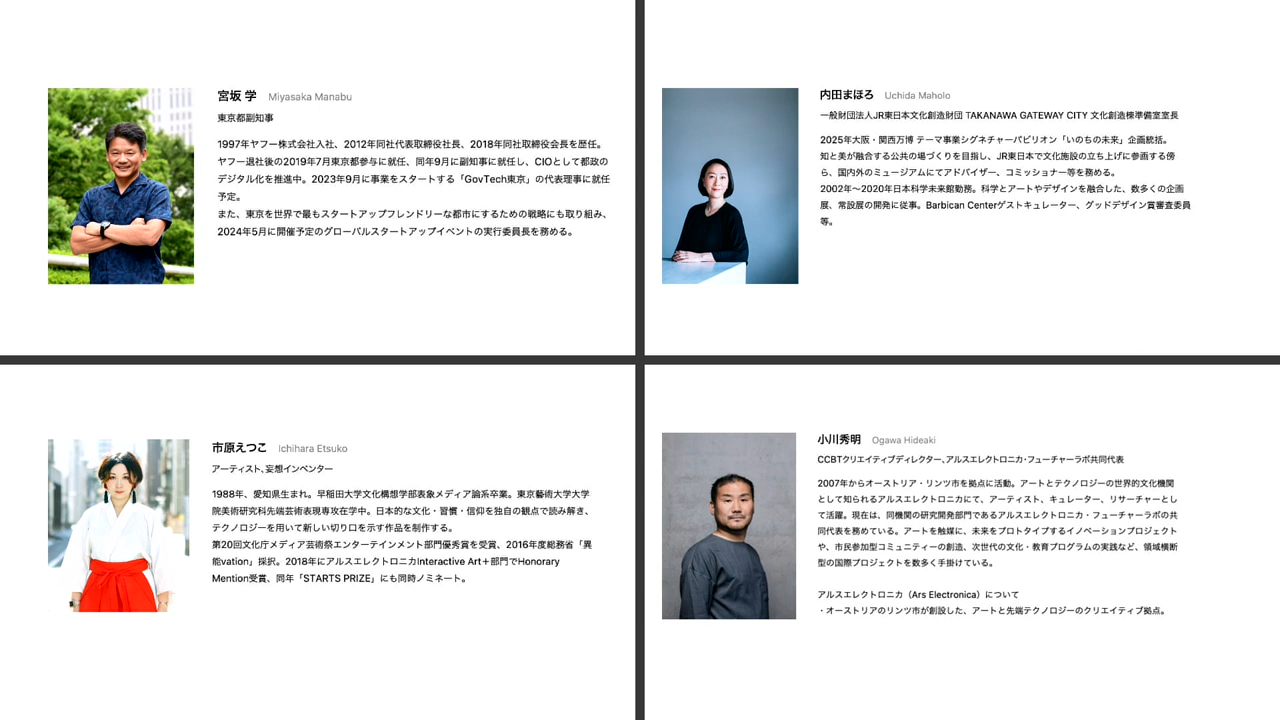 宮坂 学 Miyasaka Manabu
東京都副知事
1997年ヤフー株式会社入社、2012年同社代表取締役社長、2018年同社取締役会長を歴任。
ヤフー退社後の2019年7月東京都参与に就任、同年9月に副知事に就任し、CIOとして都政の
デジタル化を推進中。2023年9月に事業をスタートする「GovTech東京」の代表理事に就任
予定。
また、東京を世界で最もスタートアップフレンドリーな都市にするための戦略にも取り組み、
2024年5月に開催予定のグローバルスタートアップイベントの実行委員長を務める。
内田まほろ Uchida Maholo
一般財団法人JR東日本文化創造財団 TAKANAWA GATEWAY CITY 文化創造棟準備室室長
2025年大阪・関西万博 テーマ事業シグネチャーパビリオン「いのちの未来」企画統括。
知と美が融合する公共の場づくりを目指し、JR東日本で文化施設の立ち上げに参画する傍
ら、国内外のミュージアムにてアドバイザー、コミッショナー等を務める。
2002年〜2020年日本科学未来館勤務。科学とアートやデザインを融合した、数多くの企画
展、常設展の開発に従事。Barbican Centerゲストキュレーター、グッドデザイン賞審査委員
等。
市原えつこ Ichihara Etsuko
アーティスト、妄想インベンター
1988年、愛知県生まれ。早稲田大学文化構想学部表象メディア論系卒業。東京藝術大学大学
院美術研究科先端芸術表現専攻在学中。日本的な文化・習慣・信仰を独自の観点で読み解き、
テクノロジーを用いて新しい切り口を示す作品を制作する。
第20回文化庁メディア芸術祭エンターテインメント部門優秀賞を受賞、2016年度総務省「異
能vation」採択。2018年にアルスエレクトロニカInteractive Art＋部門でHonorary
Mention受賞、同年「STARTS PRIZE」にも同時ノミネート。
小川秀明 Ogawa Hideaki
CCBTクリエイティブディレクター、アルスエレクトロニカ・フューチャーラボ共同代表
2007年からオーストリア・リンツ市を拠点に活動。アートとテクノロジーの世界的文化機関
として知られるアルスエレクトロニカにて、アーティスト、キュレーター、リサーチャーとし
て活躍。現在は、同機関の研究開発部門であるアルスエレクトロニカ・フューチャーラボの共
同代表を務めている。アートを触媒に、未来をプロトタイプするイノベーションプロジェクト
や、市民参加型コミュニティーの創造、次世代の文化・教育プログラムの実践など、領域横断
型の国際プロジェクトを数多く手掛けている。
アルスエレクトロニカ（Ars Electronica）について
・オーストリアのリンツ市が創設した、アートと先端テクノロジーのクリエイティブ拠点。